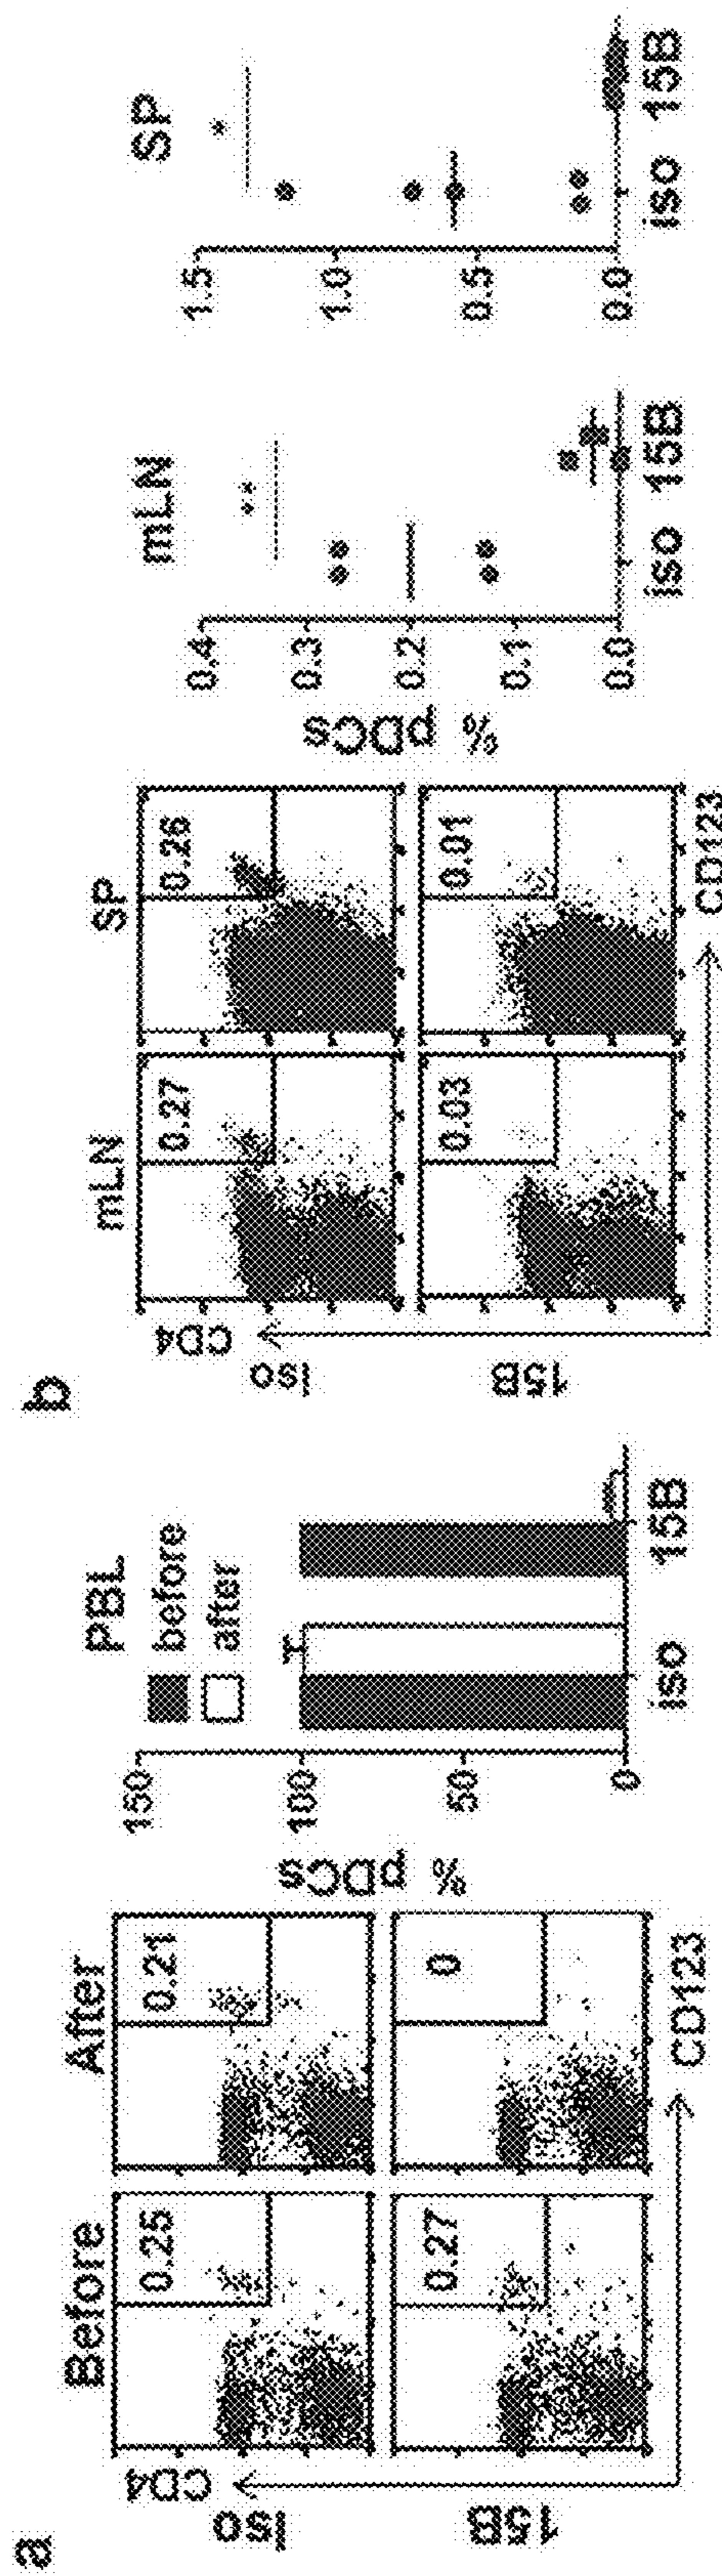 a
Before After
CD4
iso
0.25
0.21
15B
0.27
0
CD123
PBL
before
after
% pDCs
150
100
50
0
iso 15B
b
mLN SP
CD4
iso
0.27
0.26
15B
0.03
0.01
CD123
mLN
**
% pDCs
0.4
0.3
0.2
0.1
0.0
iso 15B
SP
*
1.5
1.0
0.5
0.0
iso 15B